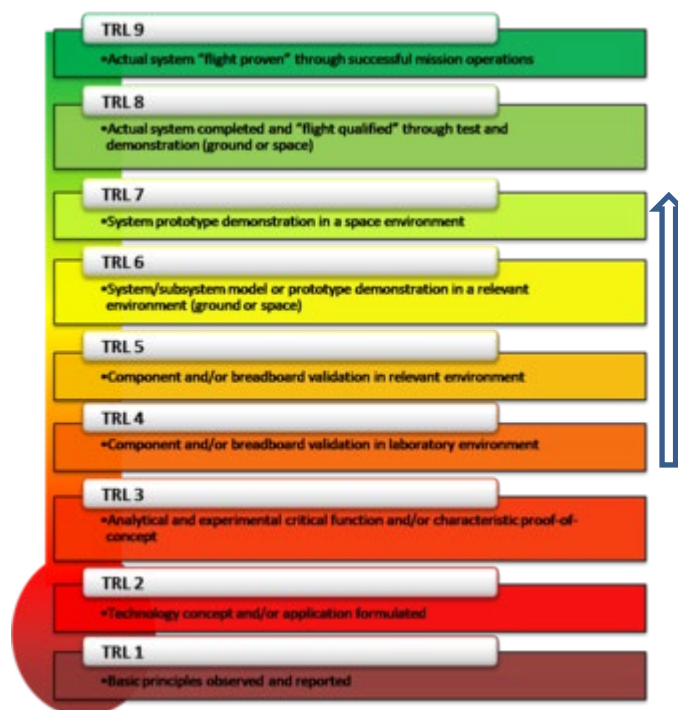 TRL 9
•Actual system “flight proven” through successful mission operations
TRL 8
•Actual system completed and “flight qualified” through test and
demonstration (ground or space)
TRL 7
•System prototype demonstration in a space environment
TRL 6
•System/subsystem model or prototype demonstration in a relevant
environment (ground or space)
TRL 5
•Component and/or breadboard validation in relevant environment
TRL 4
•Component and/or breadboard validation in laboratory environment
TRL 3
•Analytical and experimental critical function and/or characteristic proof-of-
concept
TRL 2
•Technology concept and/or application formulated
TRL 1
•Basic principles observed and reported